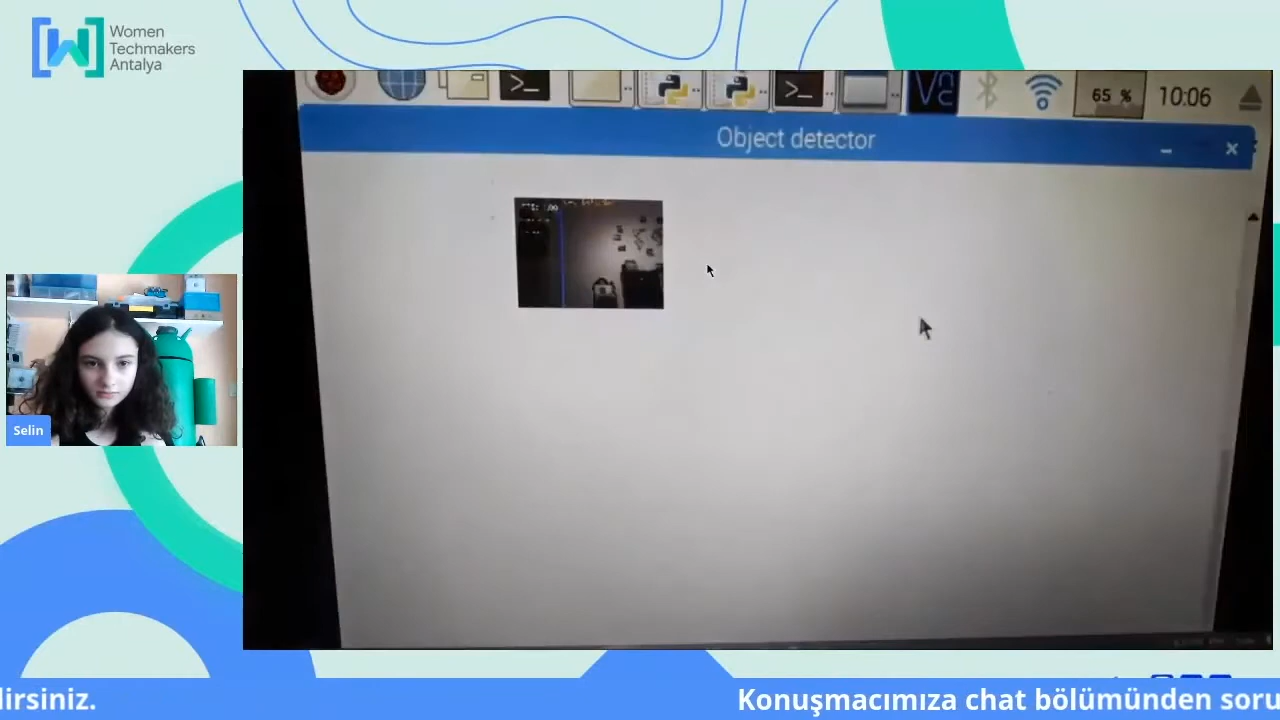 Women
Techmakers
Antalya
65 %
10:06
Object detector
Selin
lirsiniz.
Konuşmacımıza chat bölümünden soru